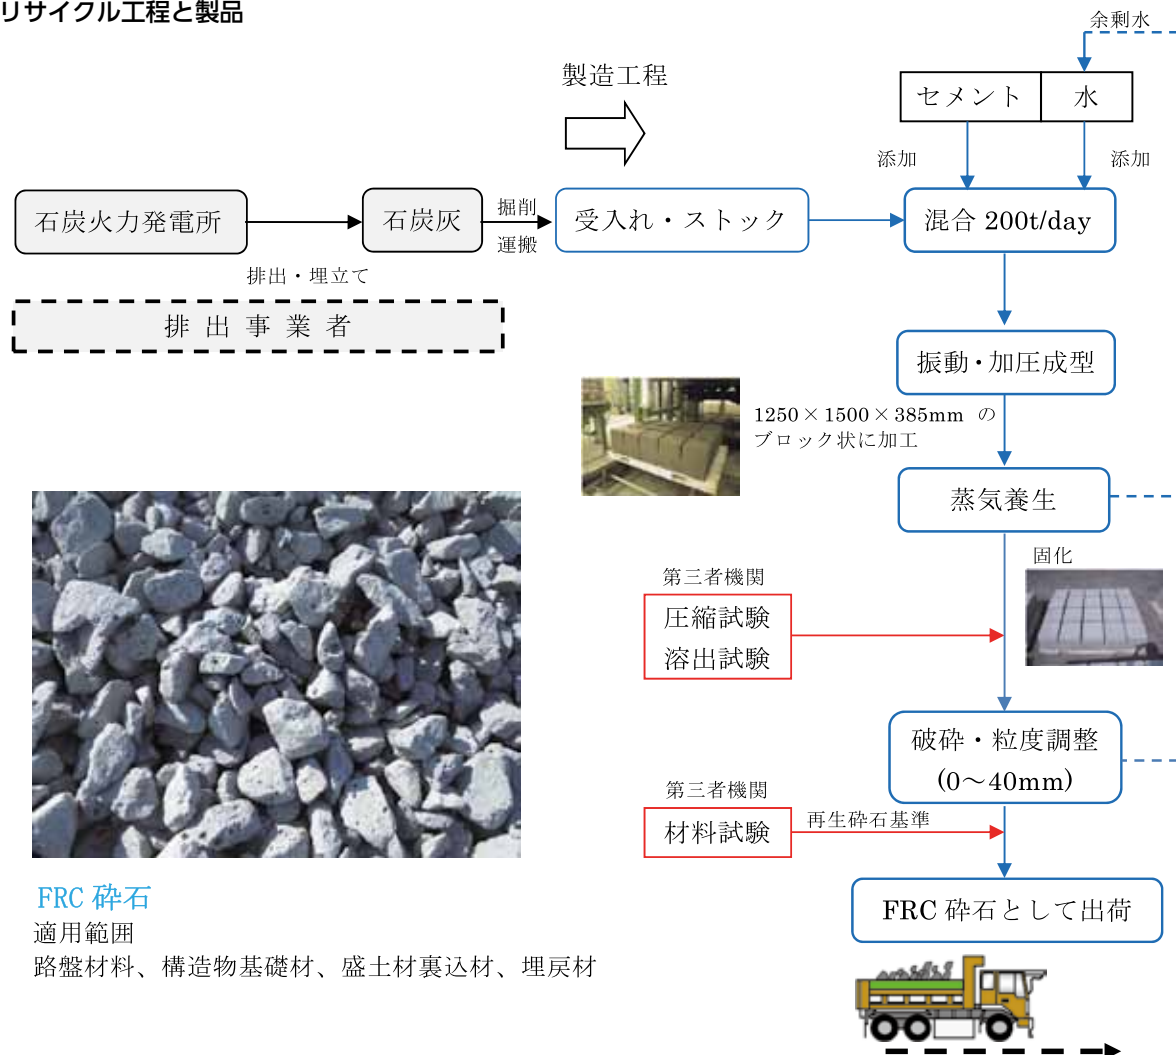 リサイクル工程と製品
余剰水
製造工程
セメント
水
添加
添加
石炭火力発電所
石炭灰
掘削
運搬
受入れ・ストック
混合 200t/day
排出・埋立て
排出事業者
振動・加圧成型
1250×1500×385mm の
ブロック状に加工
蒸気養生
固化
第三者機関
圧縮試験
溶出試験
破砕・粒度調整
(0～40mm)
第三者機関
材料試験
再生砕石基準
FRC 砕石として出荷
FRC 砕石
適用範囲
路盤材料、構造物基礎材、盛土材裏込材、埋戻材